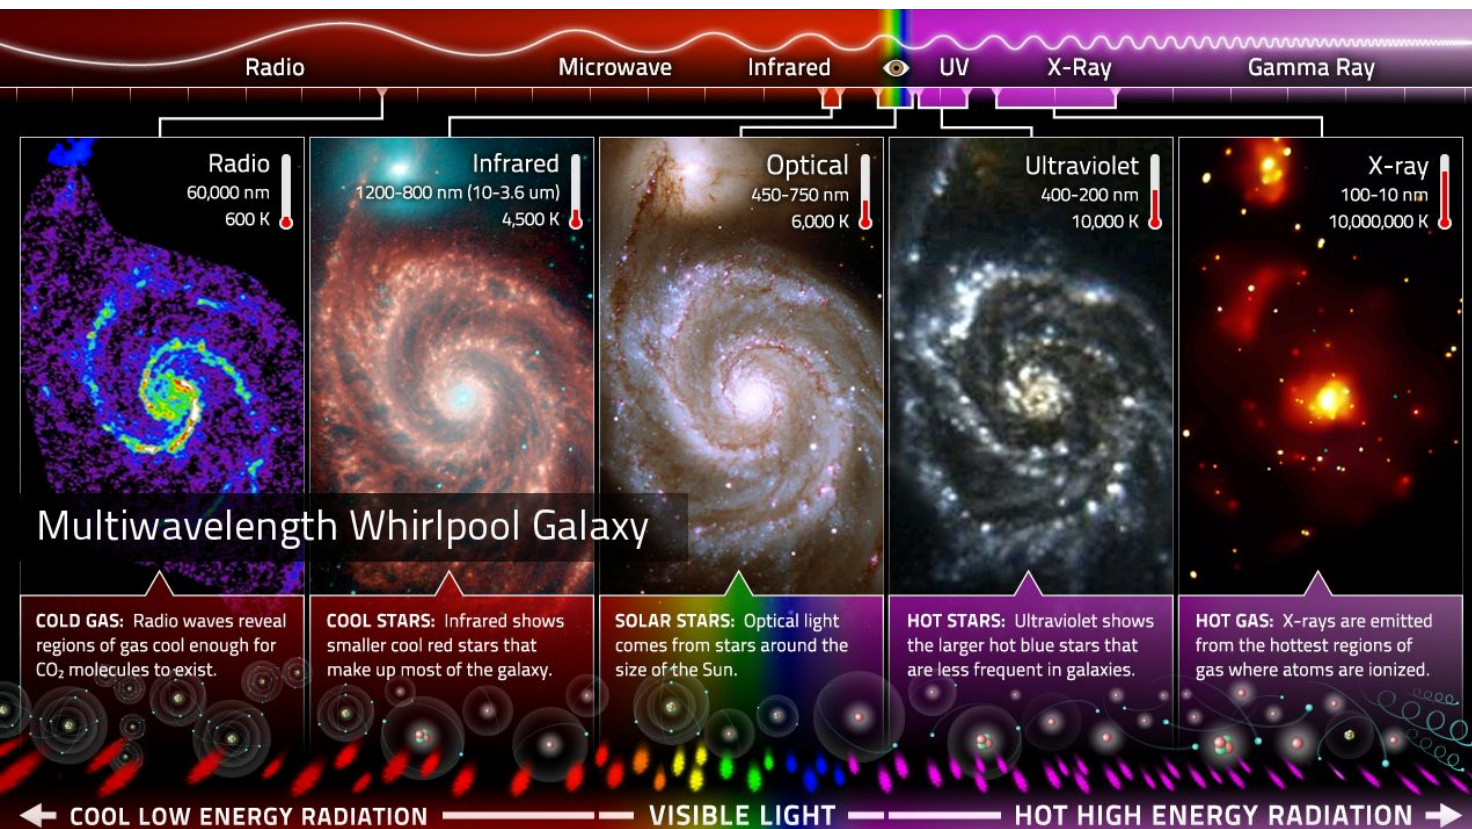 Radio
Microwave
Infrared
UV
X-Ray
Gamma Ray
Radio
60,000 nm
600 K
Infrared
1200-800 nm (10-3.6 um)
4,500 K
Optical
450-750 nm
6,000 K
Ultraviolet
400-200 nm
10,000 K
X-ray
100-10 nm
10,000,000 K
Multiwavelength Whirlpool Galaxy
COLD GAS: Radio waves reveal
regions of gas cool enough for
CO₂ molecules to exist.
COOL STARS: Infrared shows
smaller cool red stars that
make up most of the galaxy.
SOLAR STARS: Optical light
comes from stars around the
size of the Sun.
HOT STARS: Ultraviolet shows
the larger hot blue stars that
are less frequent in galaxies.
HOT GAS: X-rays are emitted
from the hottest regions of
gas where atoms are ionized.
COOL LOW ENERGY RADIATION
VISIBLE LIGHT
HOT HIGH ENERGY RADIATION